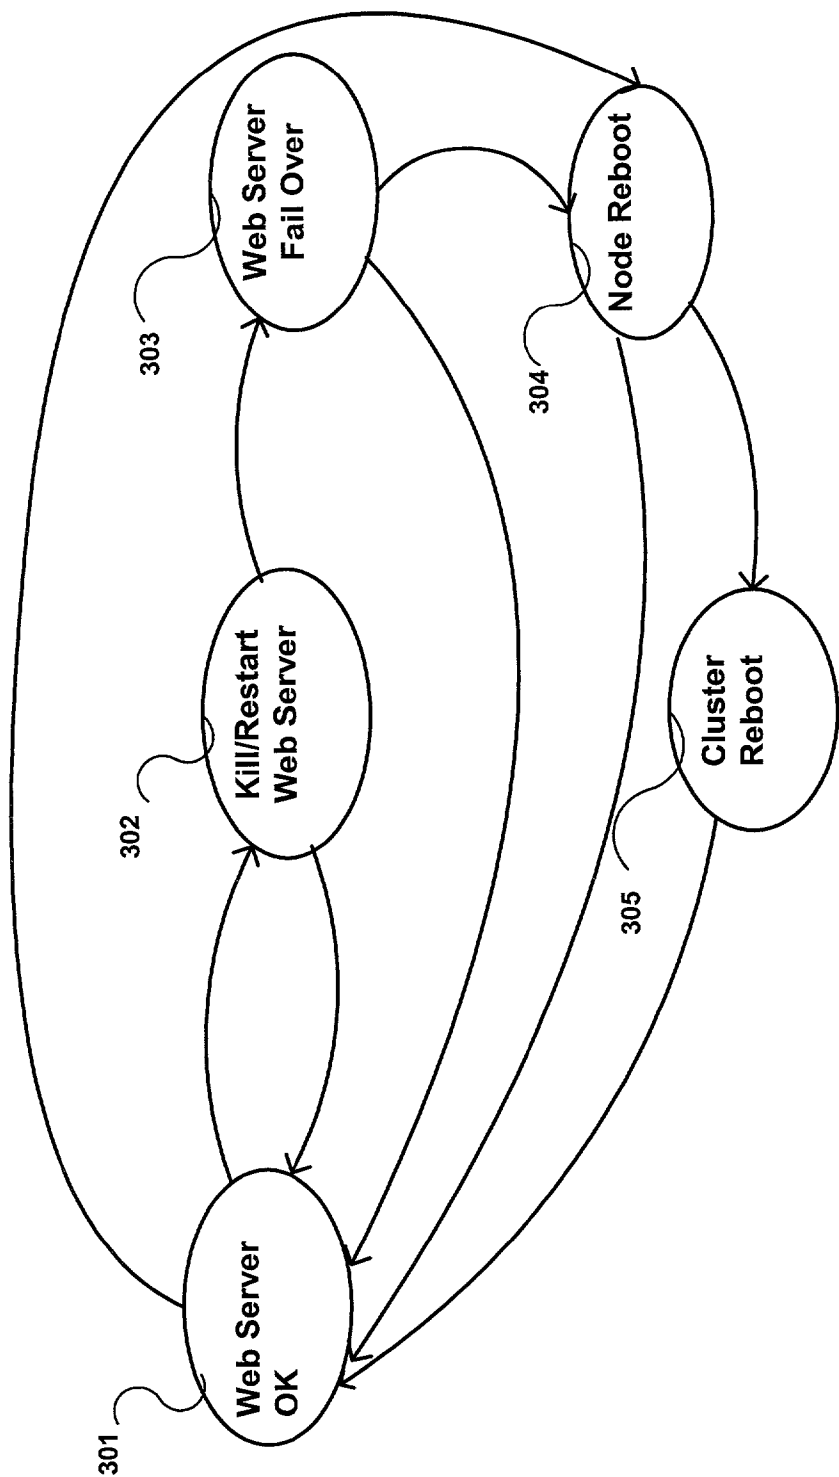 301
Web Server
OK
302
Kill/Restart
Web Server
303
Web Server
Fail Over
304
Node Reboot
305
Cluster
Reboot